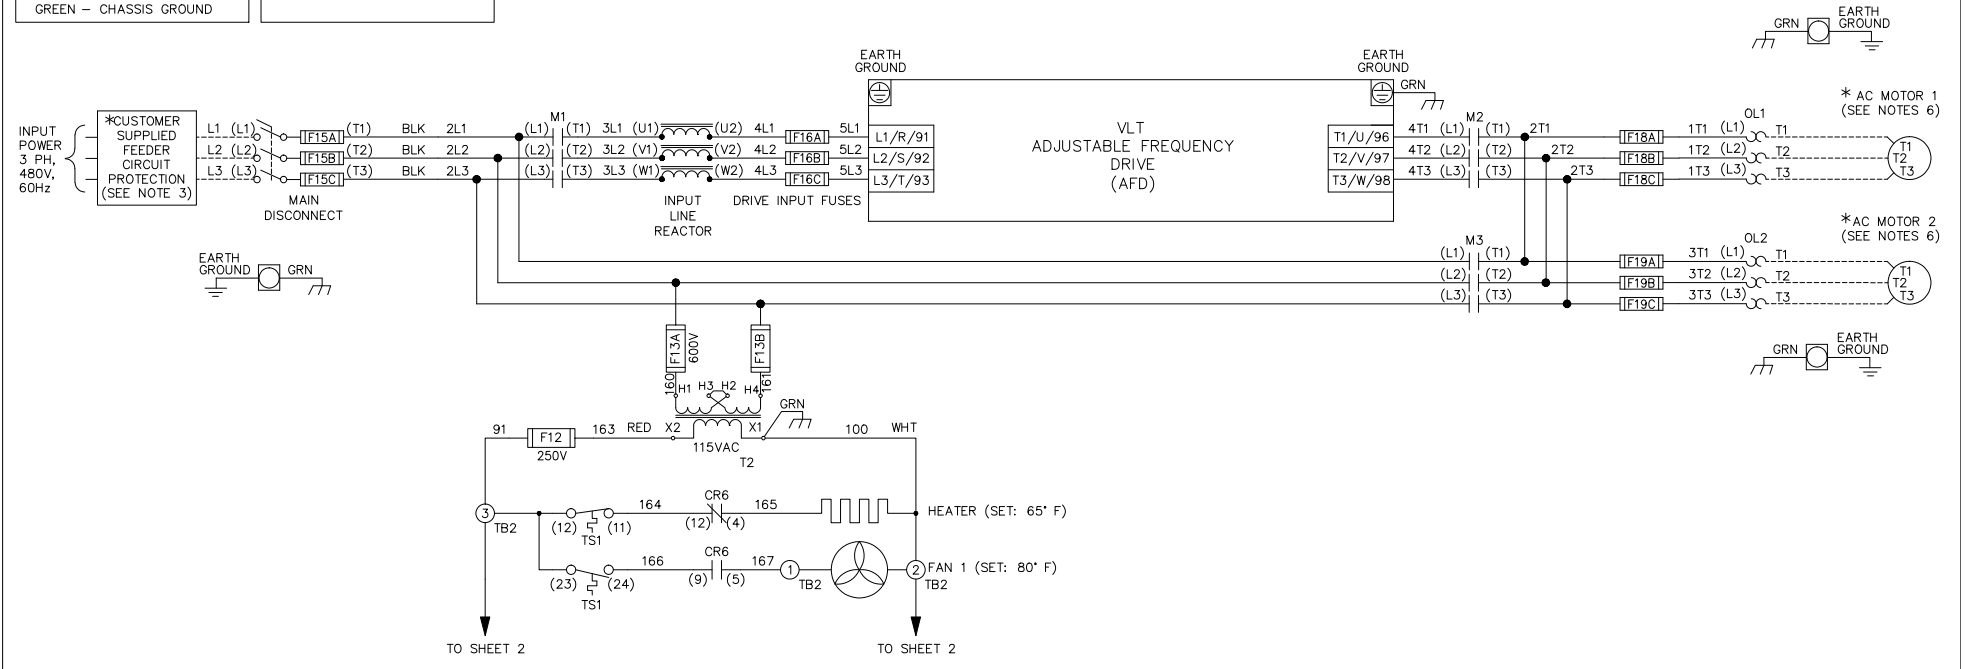 GREEN – CHASSIS GROUND
GRN
EARTH
GROUND
EARTH
GROUND
EARTH
GROUND
GRN
INPUT
POWER
3 PH,
480V,
60Hz
*CUSTOMER
SUPPLIED
FEEDER
CIRCUIT
PROTECTION
(SEE NOTE 3)
L1 (L1) F15A (T1) BLK 2L1
L2 (L2) F15B (T2) BLK 2L2
L3 (L3) F15C (T3) BLK 2L3
MAIN
DISCONNECT
M1
(L1) (T1) 3L1 (U1) (U2) 4L1 F16A 5L1
(L2) (T2) 3L2 (V1) (V2) 4L2 F16B 5L2
(L3) (T3) 3L3 (W1) (W2) 4L3 F16C 5L3
INPUT
LINE
REACTOR
DRIVE INPUT FUSES
L1/R/91
L2/S/92
L3/T/93
VLT
ADJUSTABLE FREQUENCY
DRIVE
(AFD)
T1/U/96
T2/V/97
T3/W/98
M2
4T1 (L1) (T1) 2T1 F18A 1T1 (L1) T1
4T2 (L2) (T2) 2T2 F18B 1T2 (L2) T2
4T3 (L3) (T3) 2T3 F18C 1T3 (L3) T3
OL1
* AC MOTOR 1
(SEE NOTES 6)
T1
T2
T3
M3
(L1) (T1) F19A 3T1 (L1) T1
(L2) (T2) F19B 3T2 (L2) T2
(L3) (T3) F19C 3T3 (L3) T3
OL2
*AC MOTOR 2
(SEE NOTES 6)
T1
T2
T3
EARTH
GROUND
GRN
GRN
EARTH
GROUND
F13A
600V
F13B
160
161
H1 H3 H2 H4
GRN
91 F12 163 RED X2 X1 100 WHT
250V
115VAC
T2
3
TB2
(12) (11)
TS1
164
CR6
(12) (4)
165
HEATER (SET: 65° F)
(23) (24)
TS1
166
CR6
(9) (5)
167
1
TB2
2
TB2
FAN 1 (SET: 80° F)
TO SHEET 2
TO SHEET 2